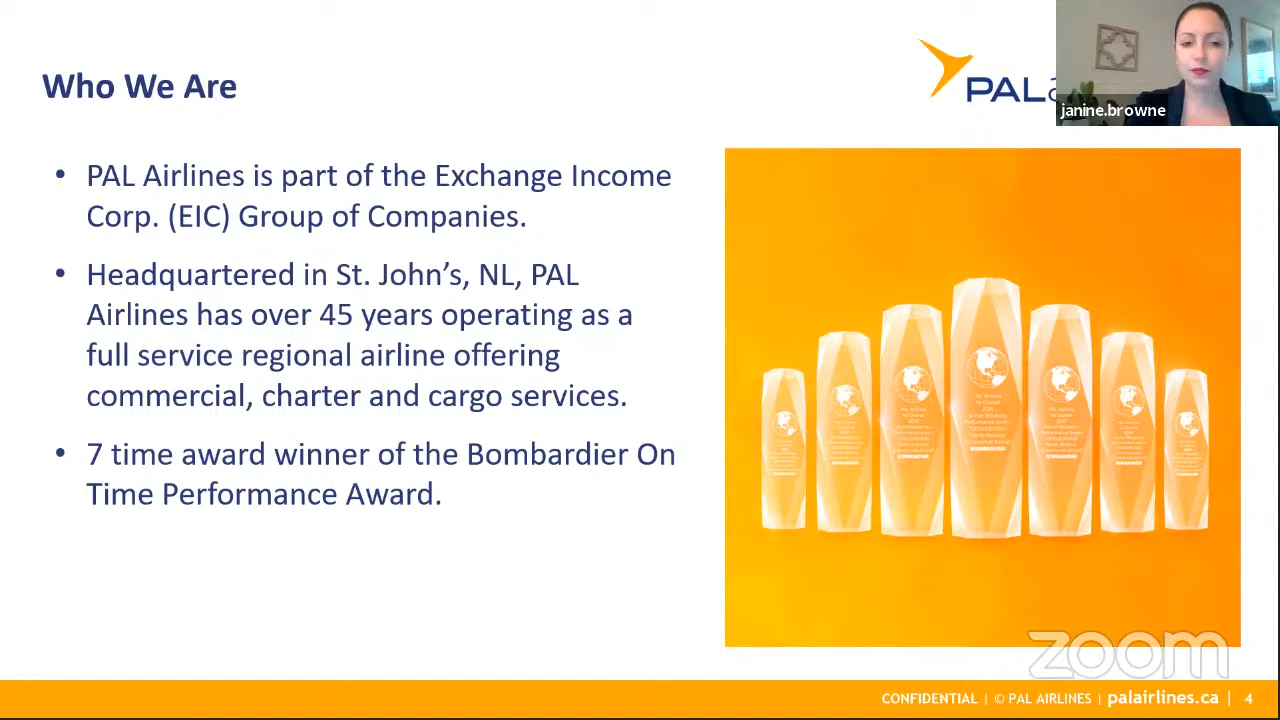 Who We Are
PAL
janine.browne
• PAL Airlines is part of the Exchange Income
Corp. (EIC) Group of Companies.
• Headquartered in St. John’s, NL, PAL
Airlines has over 45 years operating as a
full service regional airline offering
commercial, charter and cargo services.
• 7 time award winner of the Bombardier On
Time Performance Award.
BOMBARDIER
zoom
CONFIDENTIAL | © PAL AIRLINES | palairlines.ca | 4